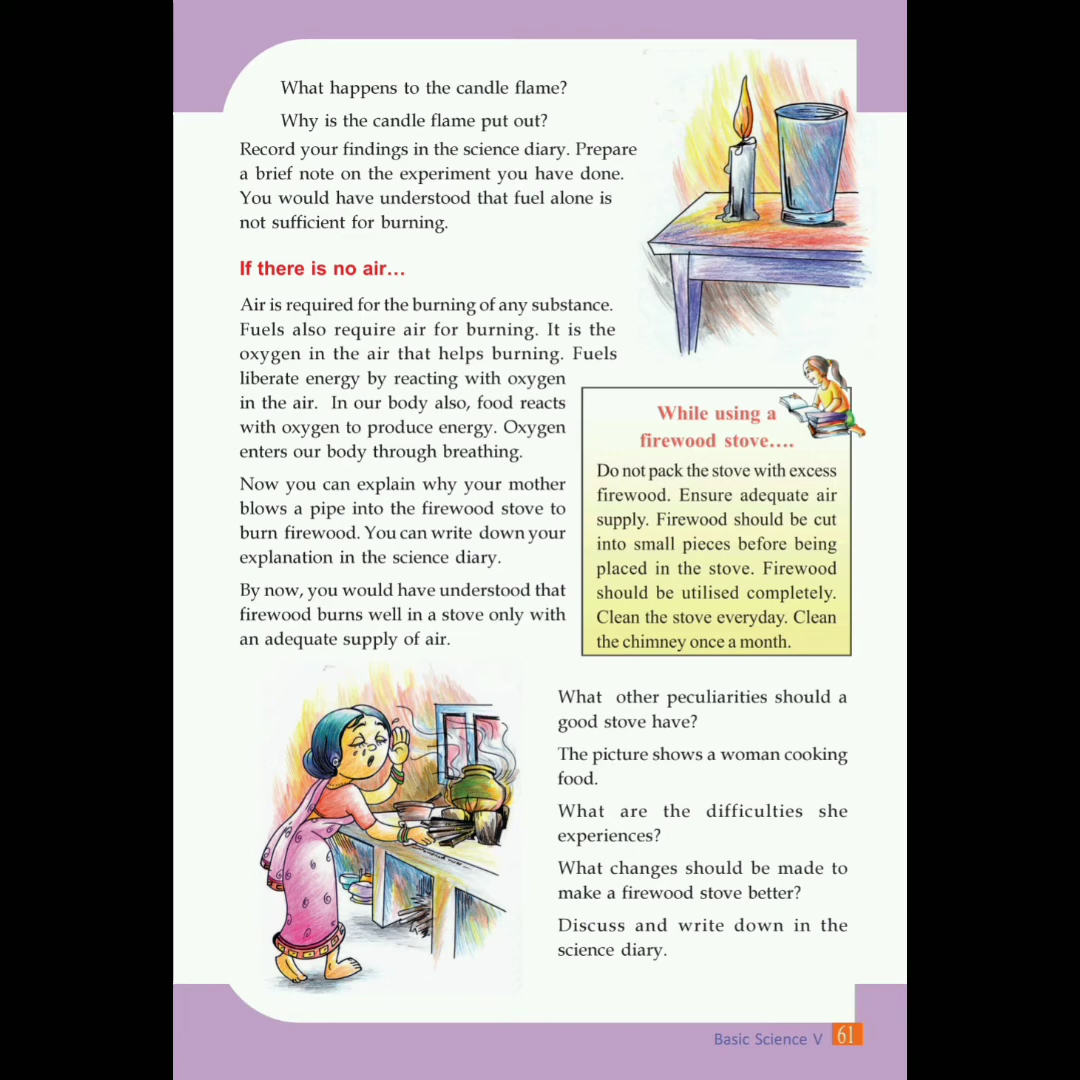 What happens to the candle flame?
Why is the candle flame put out?
Record your findings in the science diary. Prepare
a brief note on the experiment you have done.
You would have understood that fuel alone is
not sufficient for burning.
If there is no air…
Air is required for the burning of any substance.
Fuels also require air for burning. It is the
oxygen in the air that helps burning. Fuels
liberate energy by reacting with oxygen
in the air. In our body also, food reacts
with oxygen to produce energy. Oxygen
enters our body through breathing.
Now you can explain why your mother
blows a pipe into the firewood stove to
burn firewood. You can write down your
explanation in the science diary.
By now, you would have understood that
firewood burns well in a stove only with
an adequate supply of air.
While using a
firewood stove….
Do not pack the stove with excess
firewood. Ensure adequate air
supply. Firewood should be cut
into small pieces before being
placed in the stove. Firewood
should be utilised completely.
Clean the stove everyday. Clean
the chimney once a month.
What other peculiarities should a
good stove have?
The picture shows a woman cooking
food.
What are the difficulties she
experiences?
What changes should be made to
make a firewood stove better?
Discuss and write down in the
science diary.
Basic Science V 61